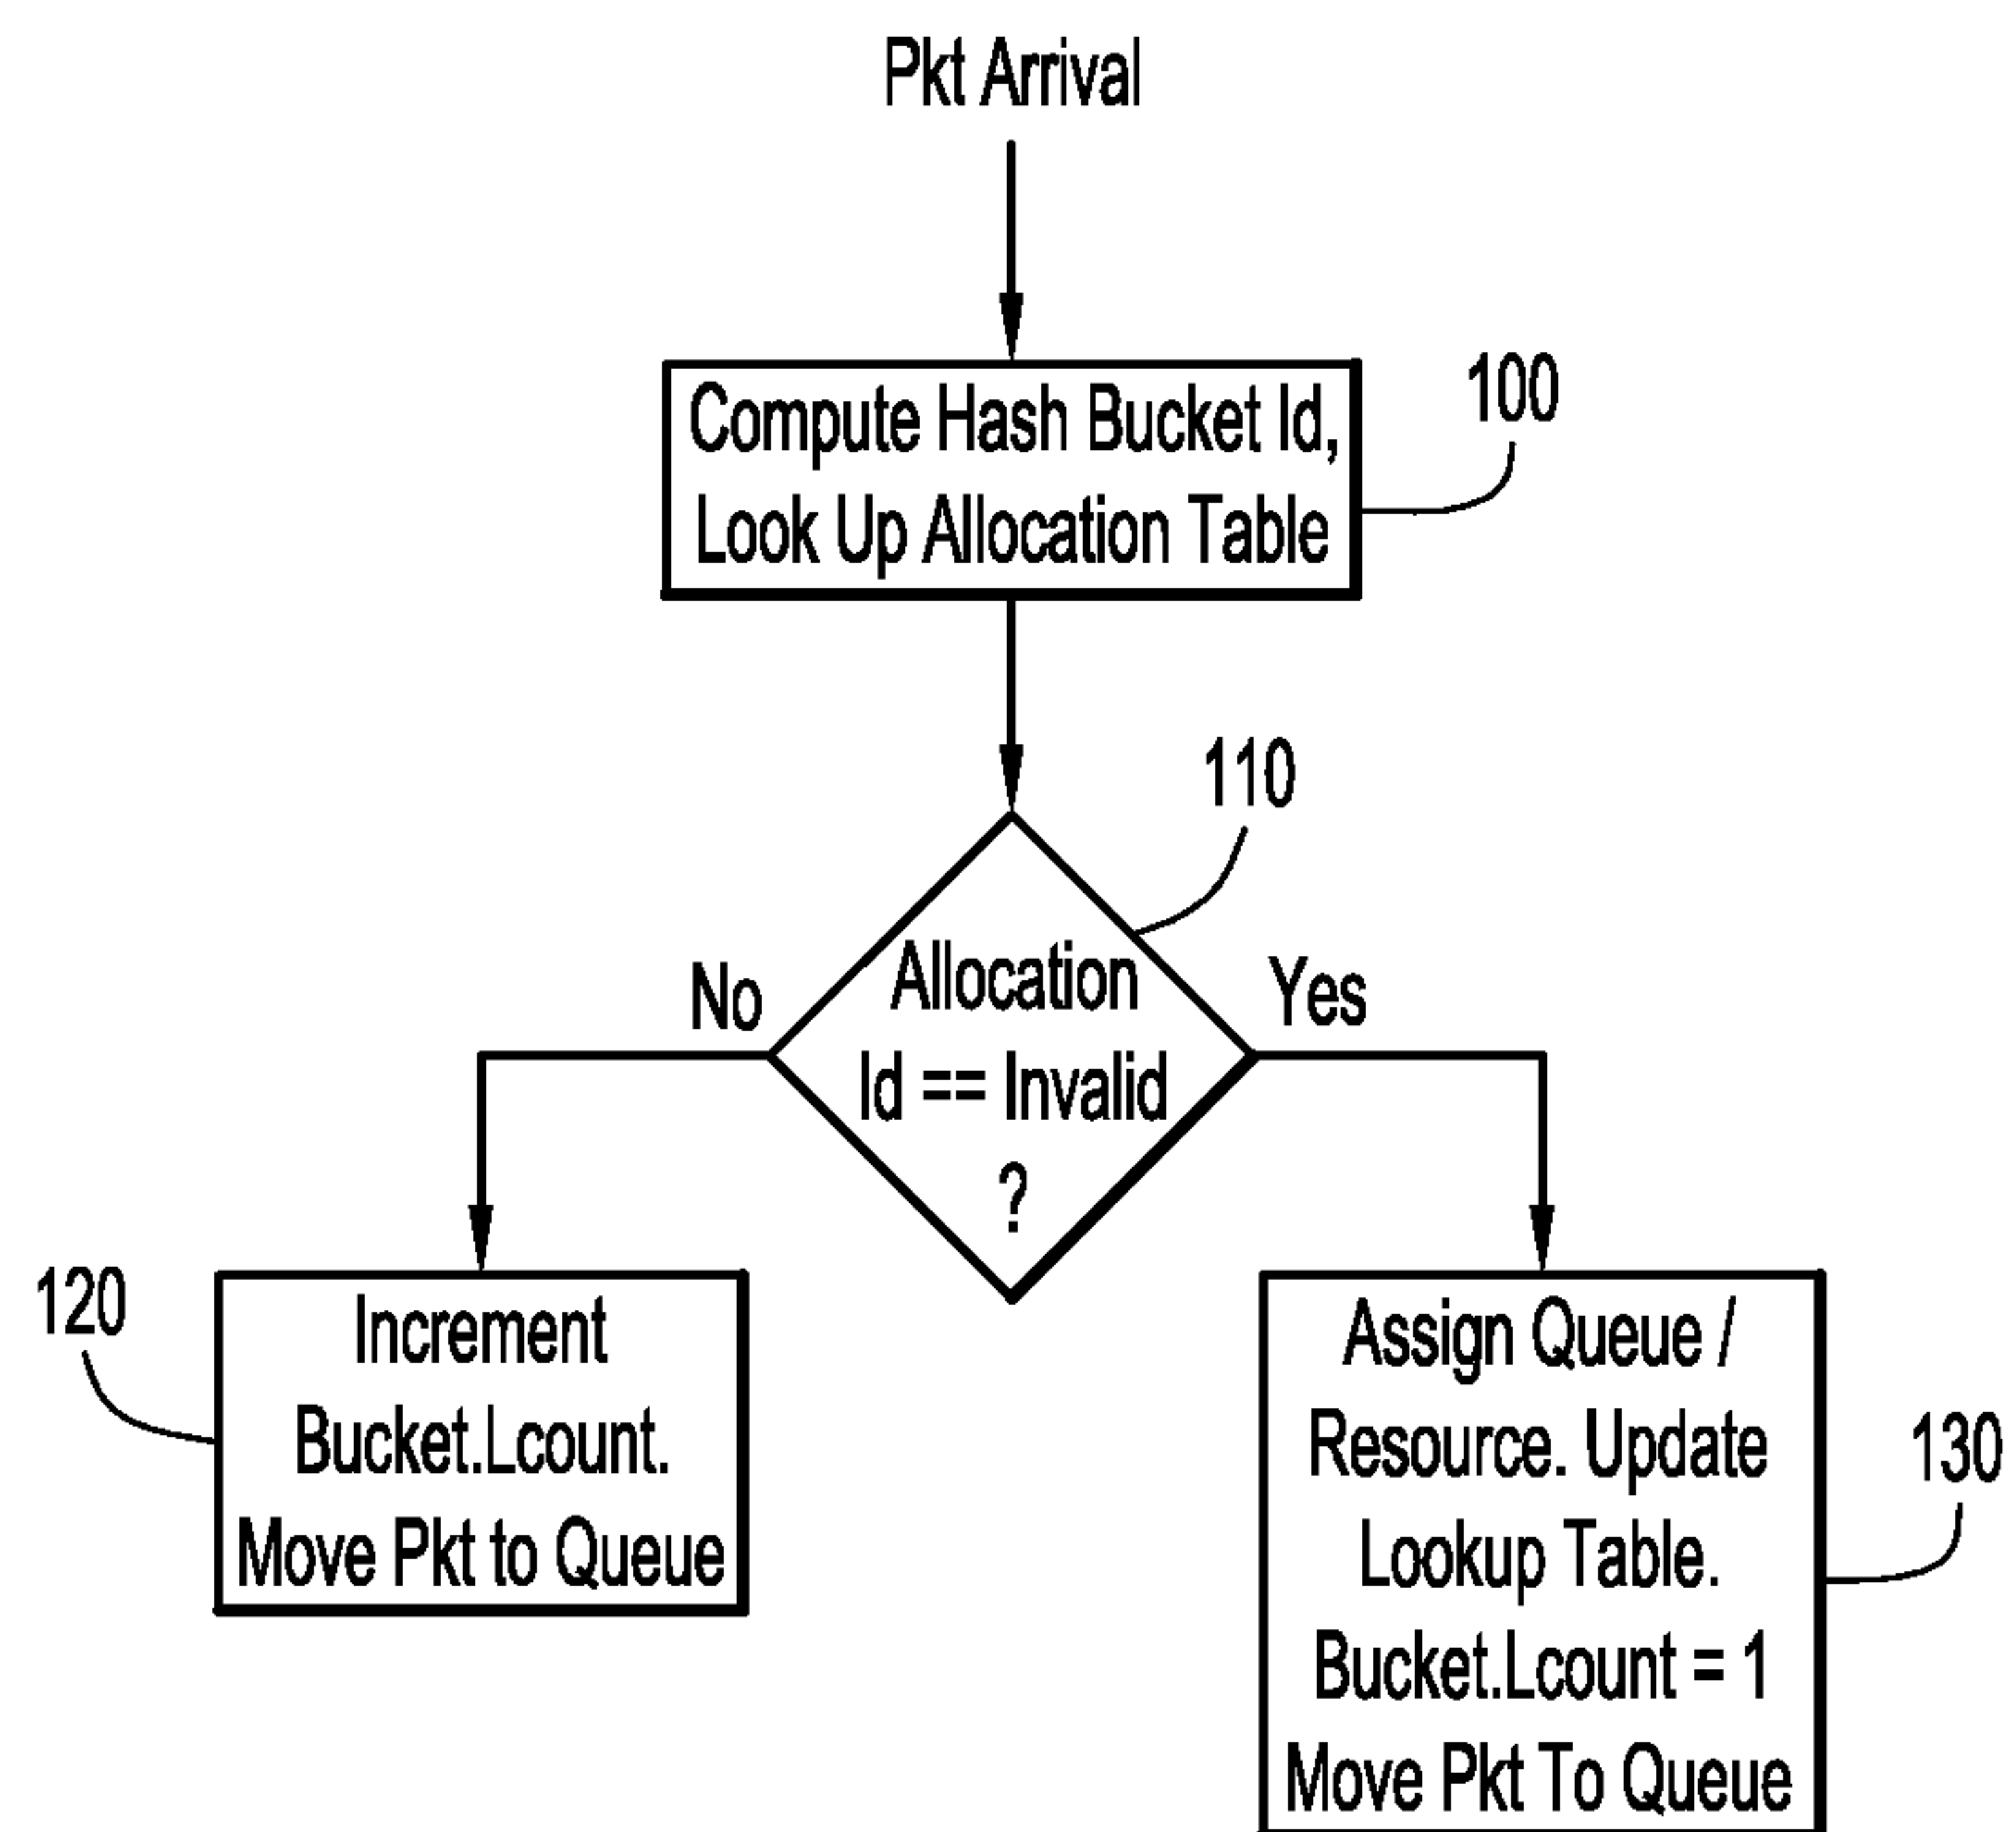 Pkt Arrival
Compute Hash Bucket Id,
Look Up Allocation Table
100
110
Allocation
Id == Invalid
?
No
Yes
120
Increment
Bucket.Lcount.
Move Pkt to Queue
Assign Queue /
Resource. Update
Lookup Table.
Bucket.Lcount = 1
Move Pkt To Queue
130